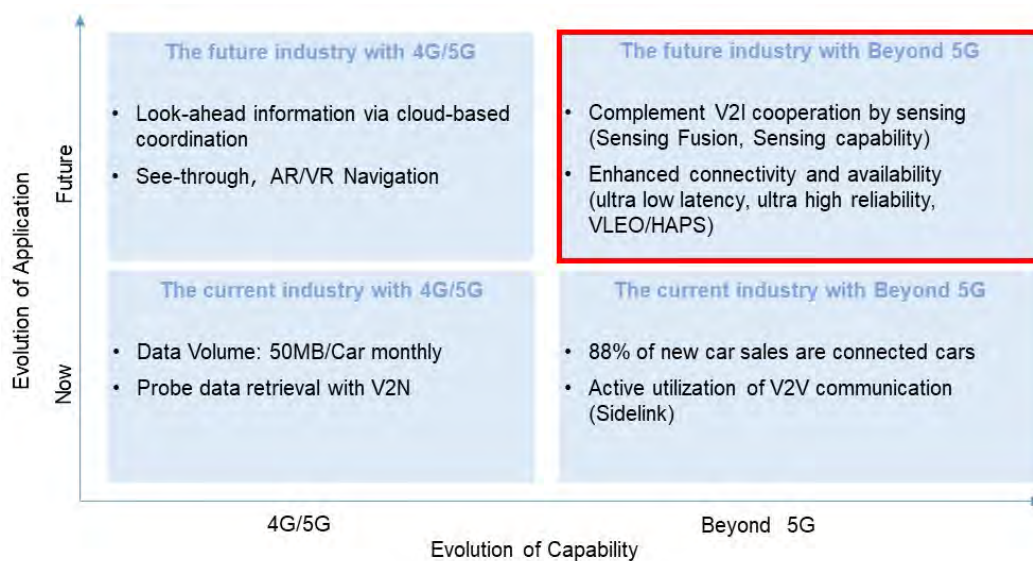 The future industry with 4G/5G
• Look-ahead information via cloud-based
coordination
• See-through, AR/VR Navigation
The future industry with Beyond 5G
• Complement V2I cooperation by sensing
(Sensing Fusion, Sensing capability)
• Enhanced connectivity and availability
(ultra low latency, ultra high reliability,
VLEO/HAPS)
The current industry with 4G/5G
• Data Volume: 50MB/Car monthly
• Probe data retrieval with V2N
The current industry with Beyond 5G
• 88% of new car sales are connected cars
• Active utilization of V2V communication
(Sidelink)
Evolution of Application
Future
Now
4G/5G
Beyond 5G
Evolution of Capability